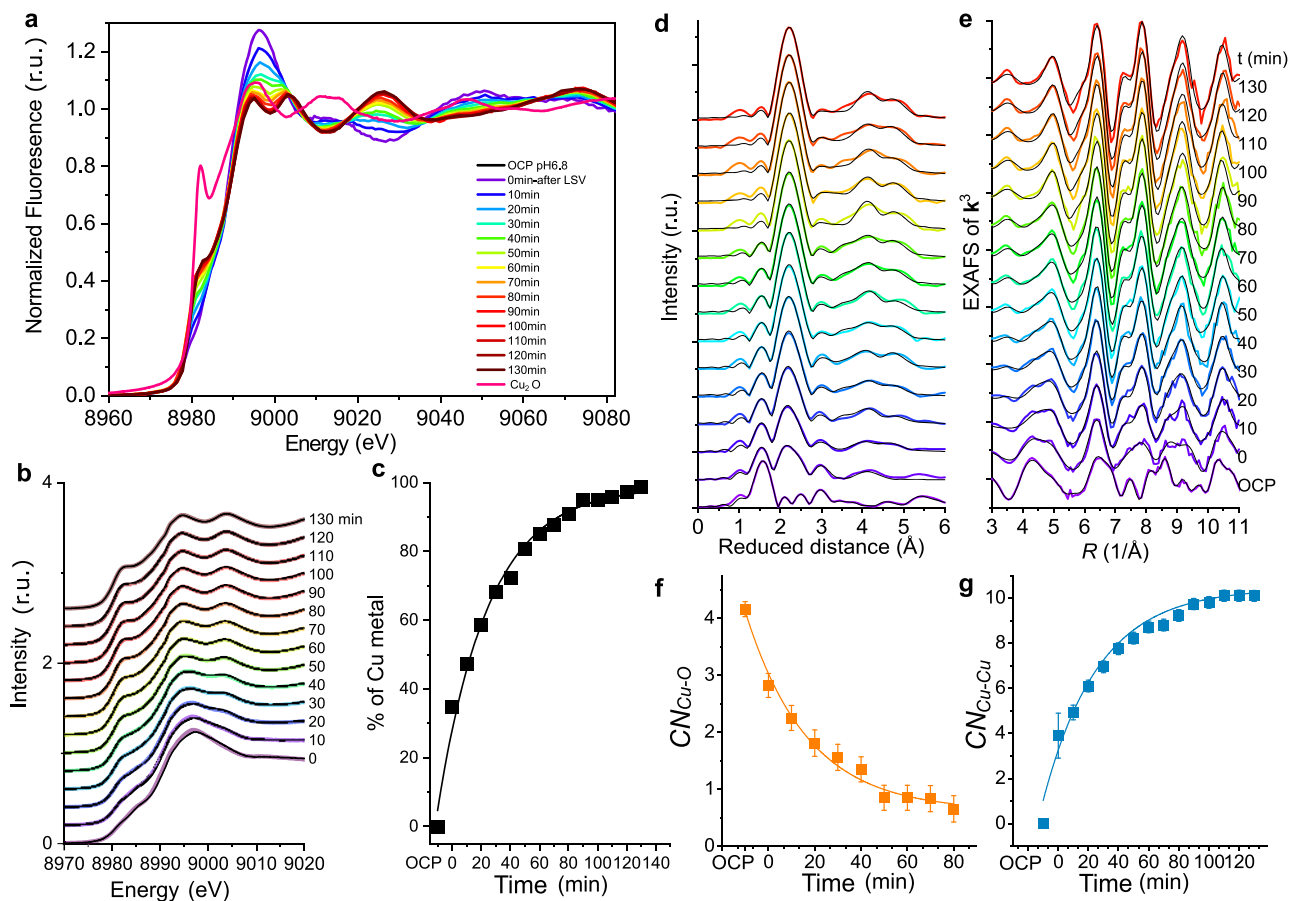 a
Normalized Fluoresence (r.u.)
1.2
1.0
0.8
0.6
0.4
0.2
0.0
8960
8980
9000
9020
9040
9060
9080
Energy (eV)
OCP pH6.8
0min-after LSV
10min
20min
30min
40min
50min
60min
70min
80min
90min
100min
110min
120min
130min
Cu₂ O
b
Intensity (r.u.)
4
2
0
130 min
120
110
100
90
80
70
60
50
40
30
20
10
0
8970
8980
8990
9000
9010
9020
Energy (eV)
c
% of Cu metal
100
80
60
40
20
0
OCP 0 20 40 60 80 100 120 140
Time (min)
d
Intensity (r.u.)
0 1 2 3 4 5 6
Reduced distance (Å)
e
EXAFS of k³
t (min)
130
120
110
100
90
80
70
60
50
40
30
20
10
0
OCP
3 4 5 6 7 8 9 10 11
R (1/Å)
f
CN Cu-O
4
3
2
1
0
OCP 0 20 40 60 80
Time (min)
g
CN Cu-Cu
10
8
6
4
2
0
OCP 0 20 40 60 80 100 130
Time (min)